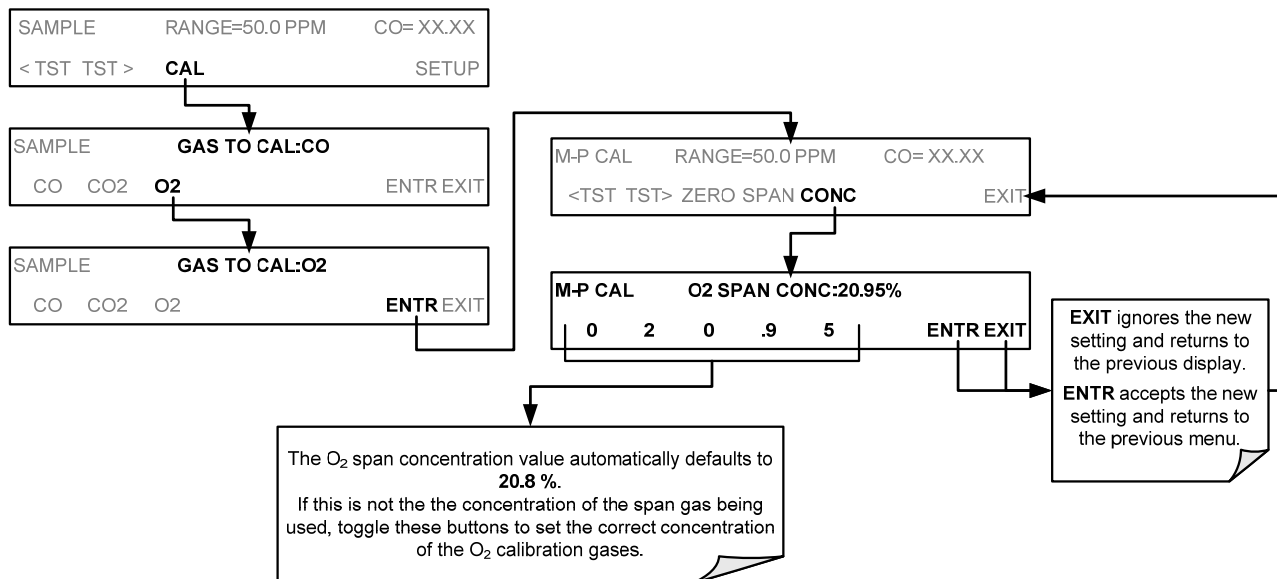 SAMPLE RANGE=50.0 PPM CO= XX.XX
< TST TST > CAL SETUP
SAMPLE GAS TO CAL:CO
CO CO2 O2 ENTR EXIT
SAMPLE GAS TO CAL:O2
CO CO2 O2 ENTR EXIT
M-P CAL RANGE=50.0 PPM CO= XX.XX
<TST TST> ZERO SPAN CONC EXIT
M-P CAL O2 SPAN CONC:20.95%
0 2 0 .9 5 ENTR EXIT
EXIT ignores the new
setting and returns to
the previous display.
ENTR accepts the new
setting and returns to
the previous menu.
The O₂ span concentration value automatically defaults to
20.8 %.
If this is not the the concentration of the span gas being
used, toggle these buttons to set the correct concentration
of the O₂ calibration gases.